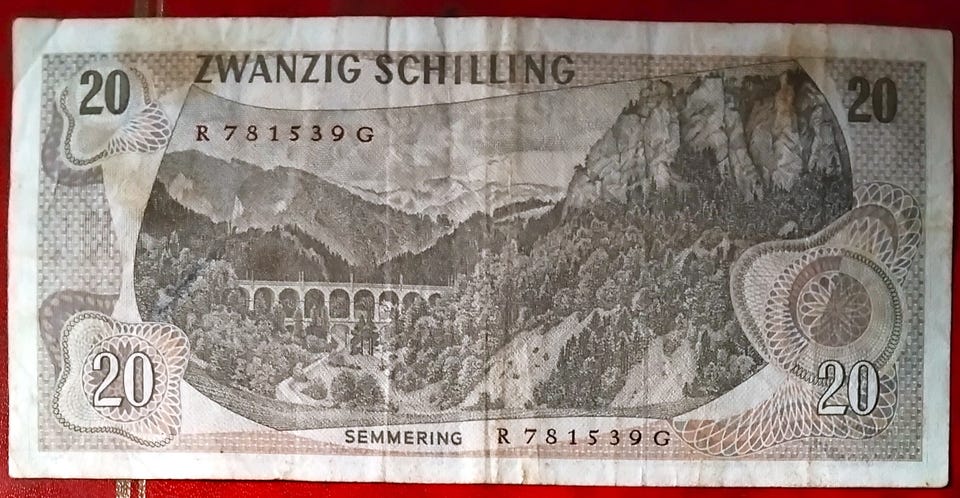 20 ZWANZIG SCHILLING 20
R 781539 G
20 20
SEMMERING R 781539 G